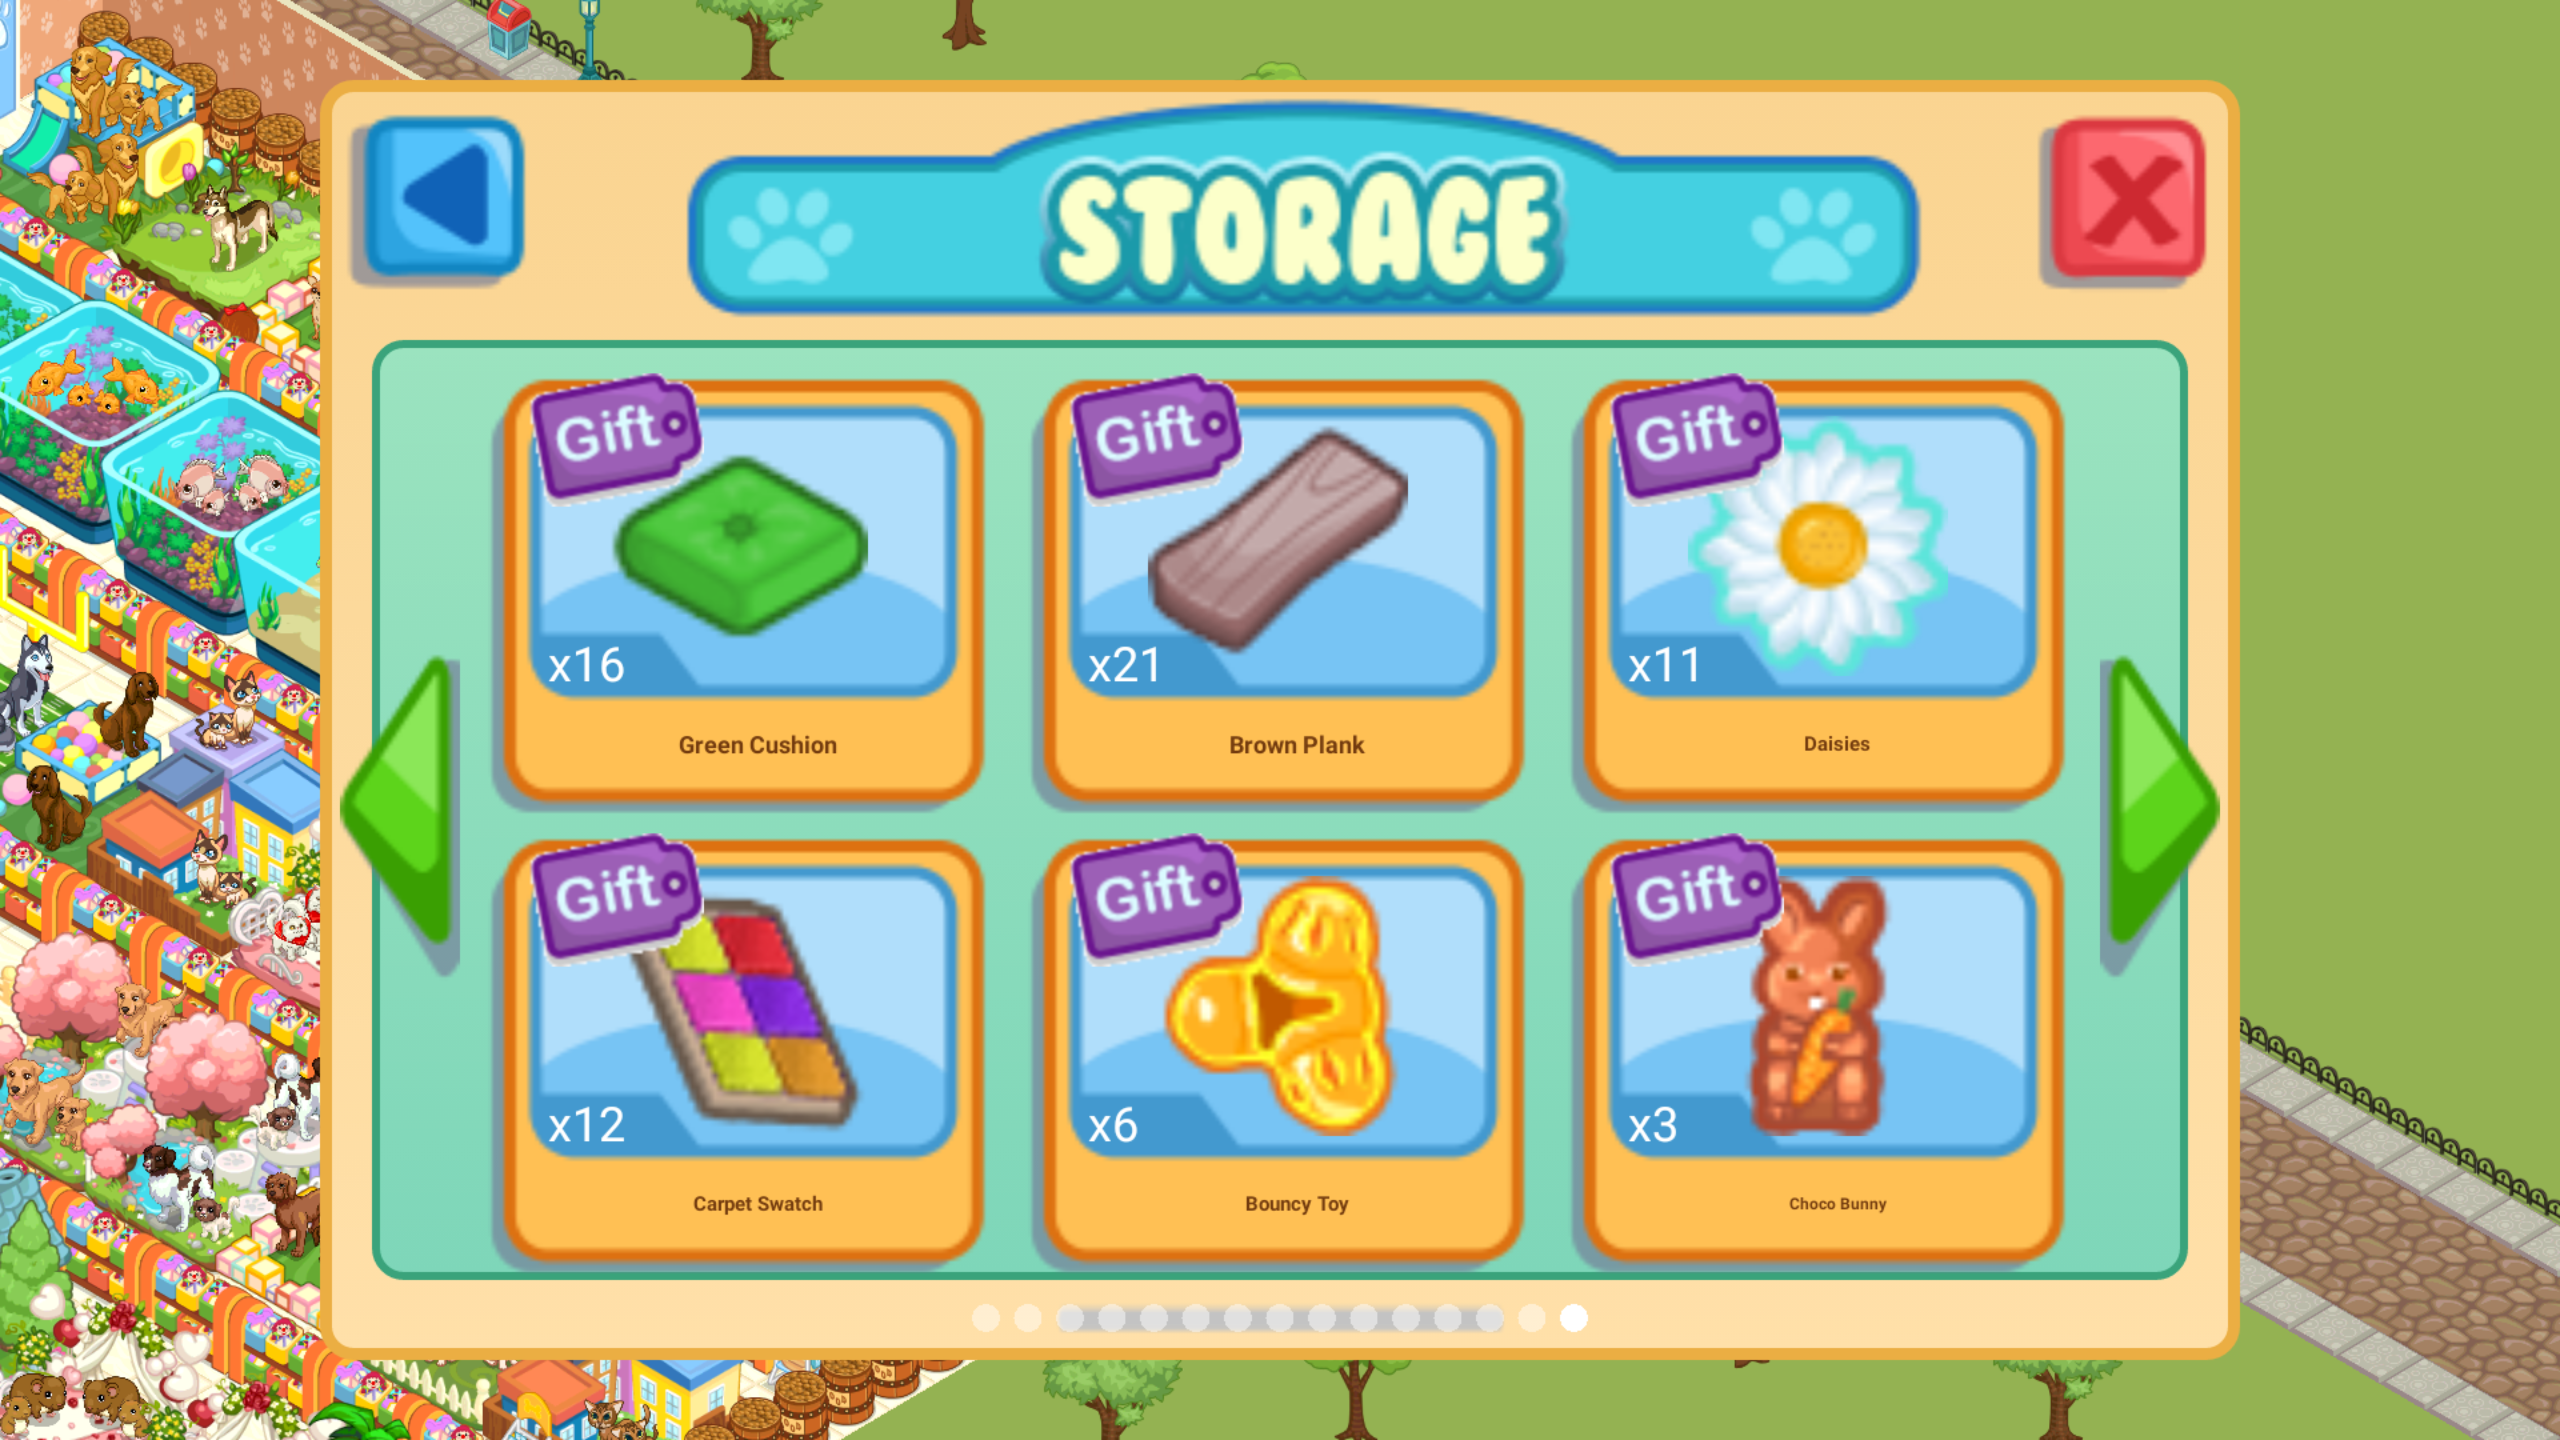 STORAGE
Gift
x16
Green Cushion
Gift
x21
Brown Plank
Gift
x11
Daisies
Gift
x12
Carpet Swatch
Gift
x6
Bouncy Toy
Gift
x3
Choco Bunny